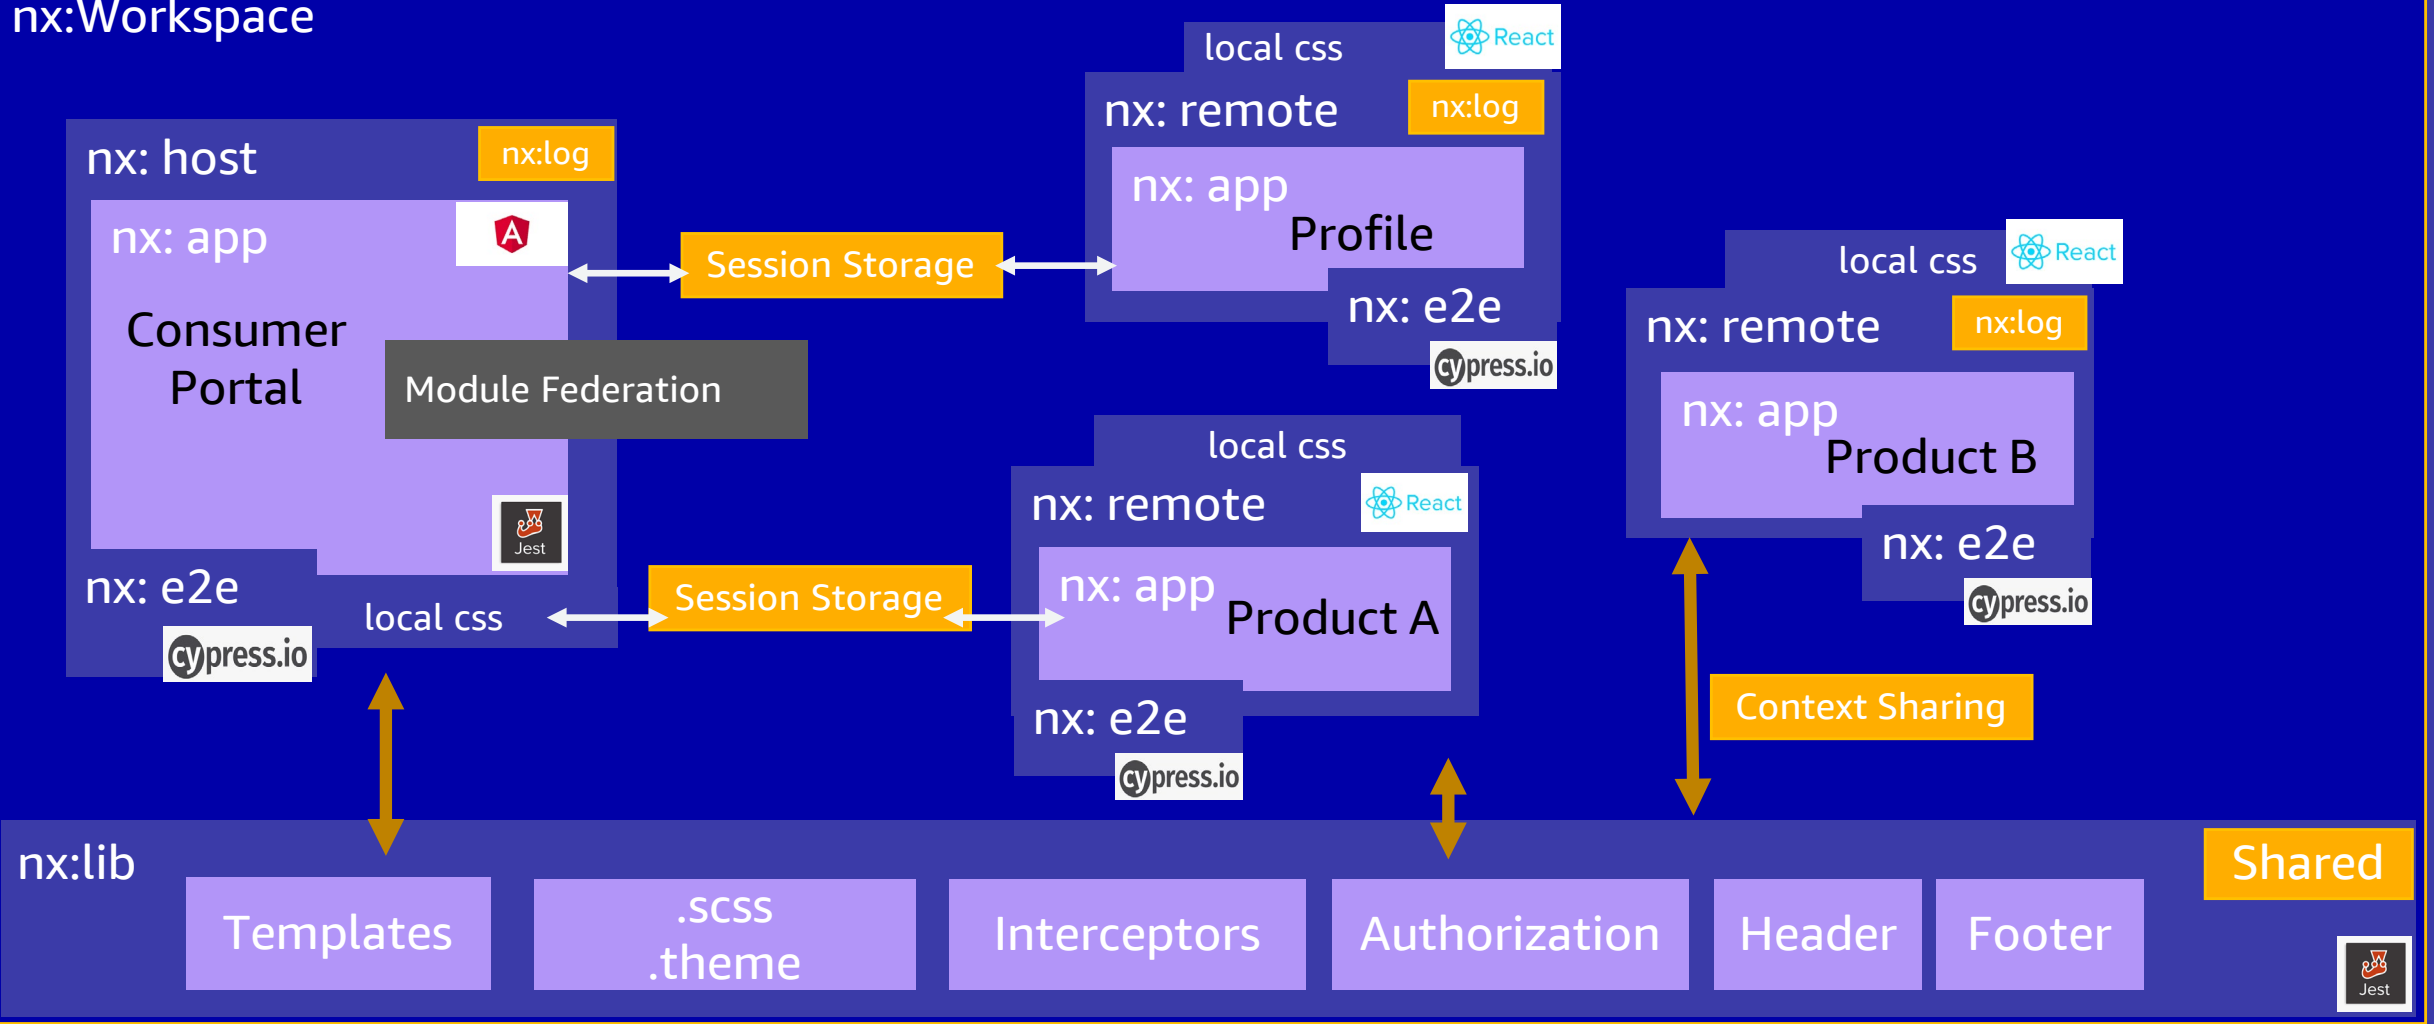 nx:Workspace
nx: host
nx:log
nx: app
Consumer
Portal
Module Federation
Jest
nx: e2e
cypress.io
local css
Session Storage
Session Storage
local css
React
nx: remote
nx:log
nx: app
Profile
nx: e2e
cypress.io
local css
nx: remote
React
nx: app
Product A
nx: e2e
cypress.io
local css
React
nx: remote
nx:log
nx: app
Product B
nx: e2e
cypress.io
Context Sharing
nx:lib
Shared
Templates
.scss
.theme
Interceptors
Authorization
Header
Footer
Jest